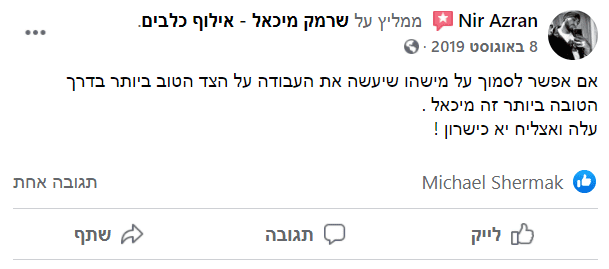 Nir Azran ממליץ על שרמק מיכאל - אילוף כלבים.
8 באוגוסט 2019 ·
אם אפשר לסמוך על מישהו שיעשה את העבודה על הצד הטוב ביותר בדרך
הטובה ביותר זה מיכאל .
עלה ואצליח יא כישרון !
Michael Shermak
תגובה אחת
לייק
תגובה
שתף